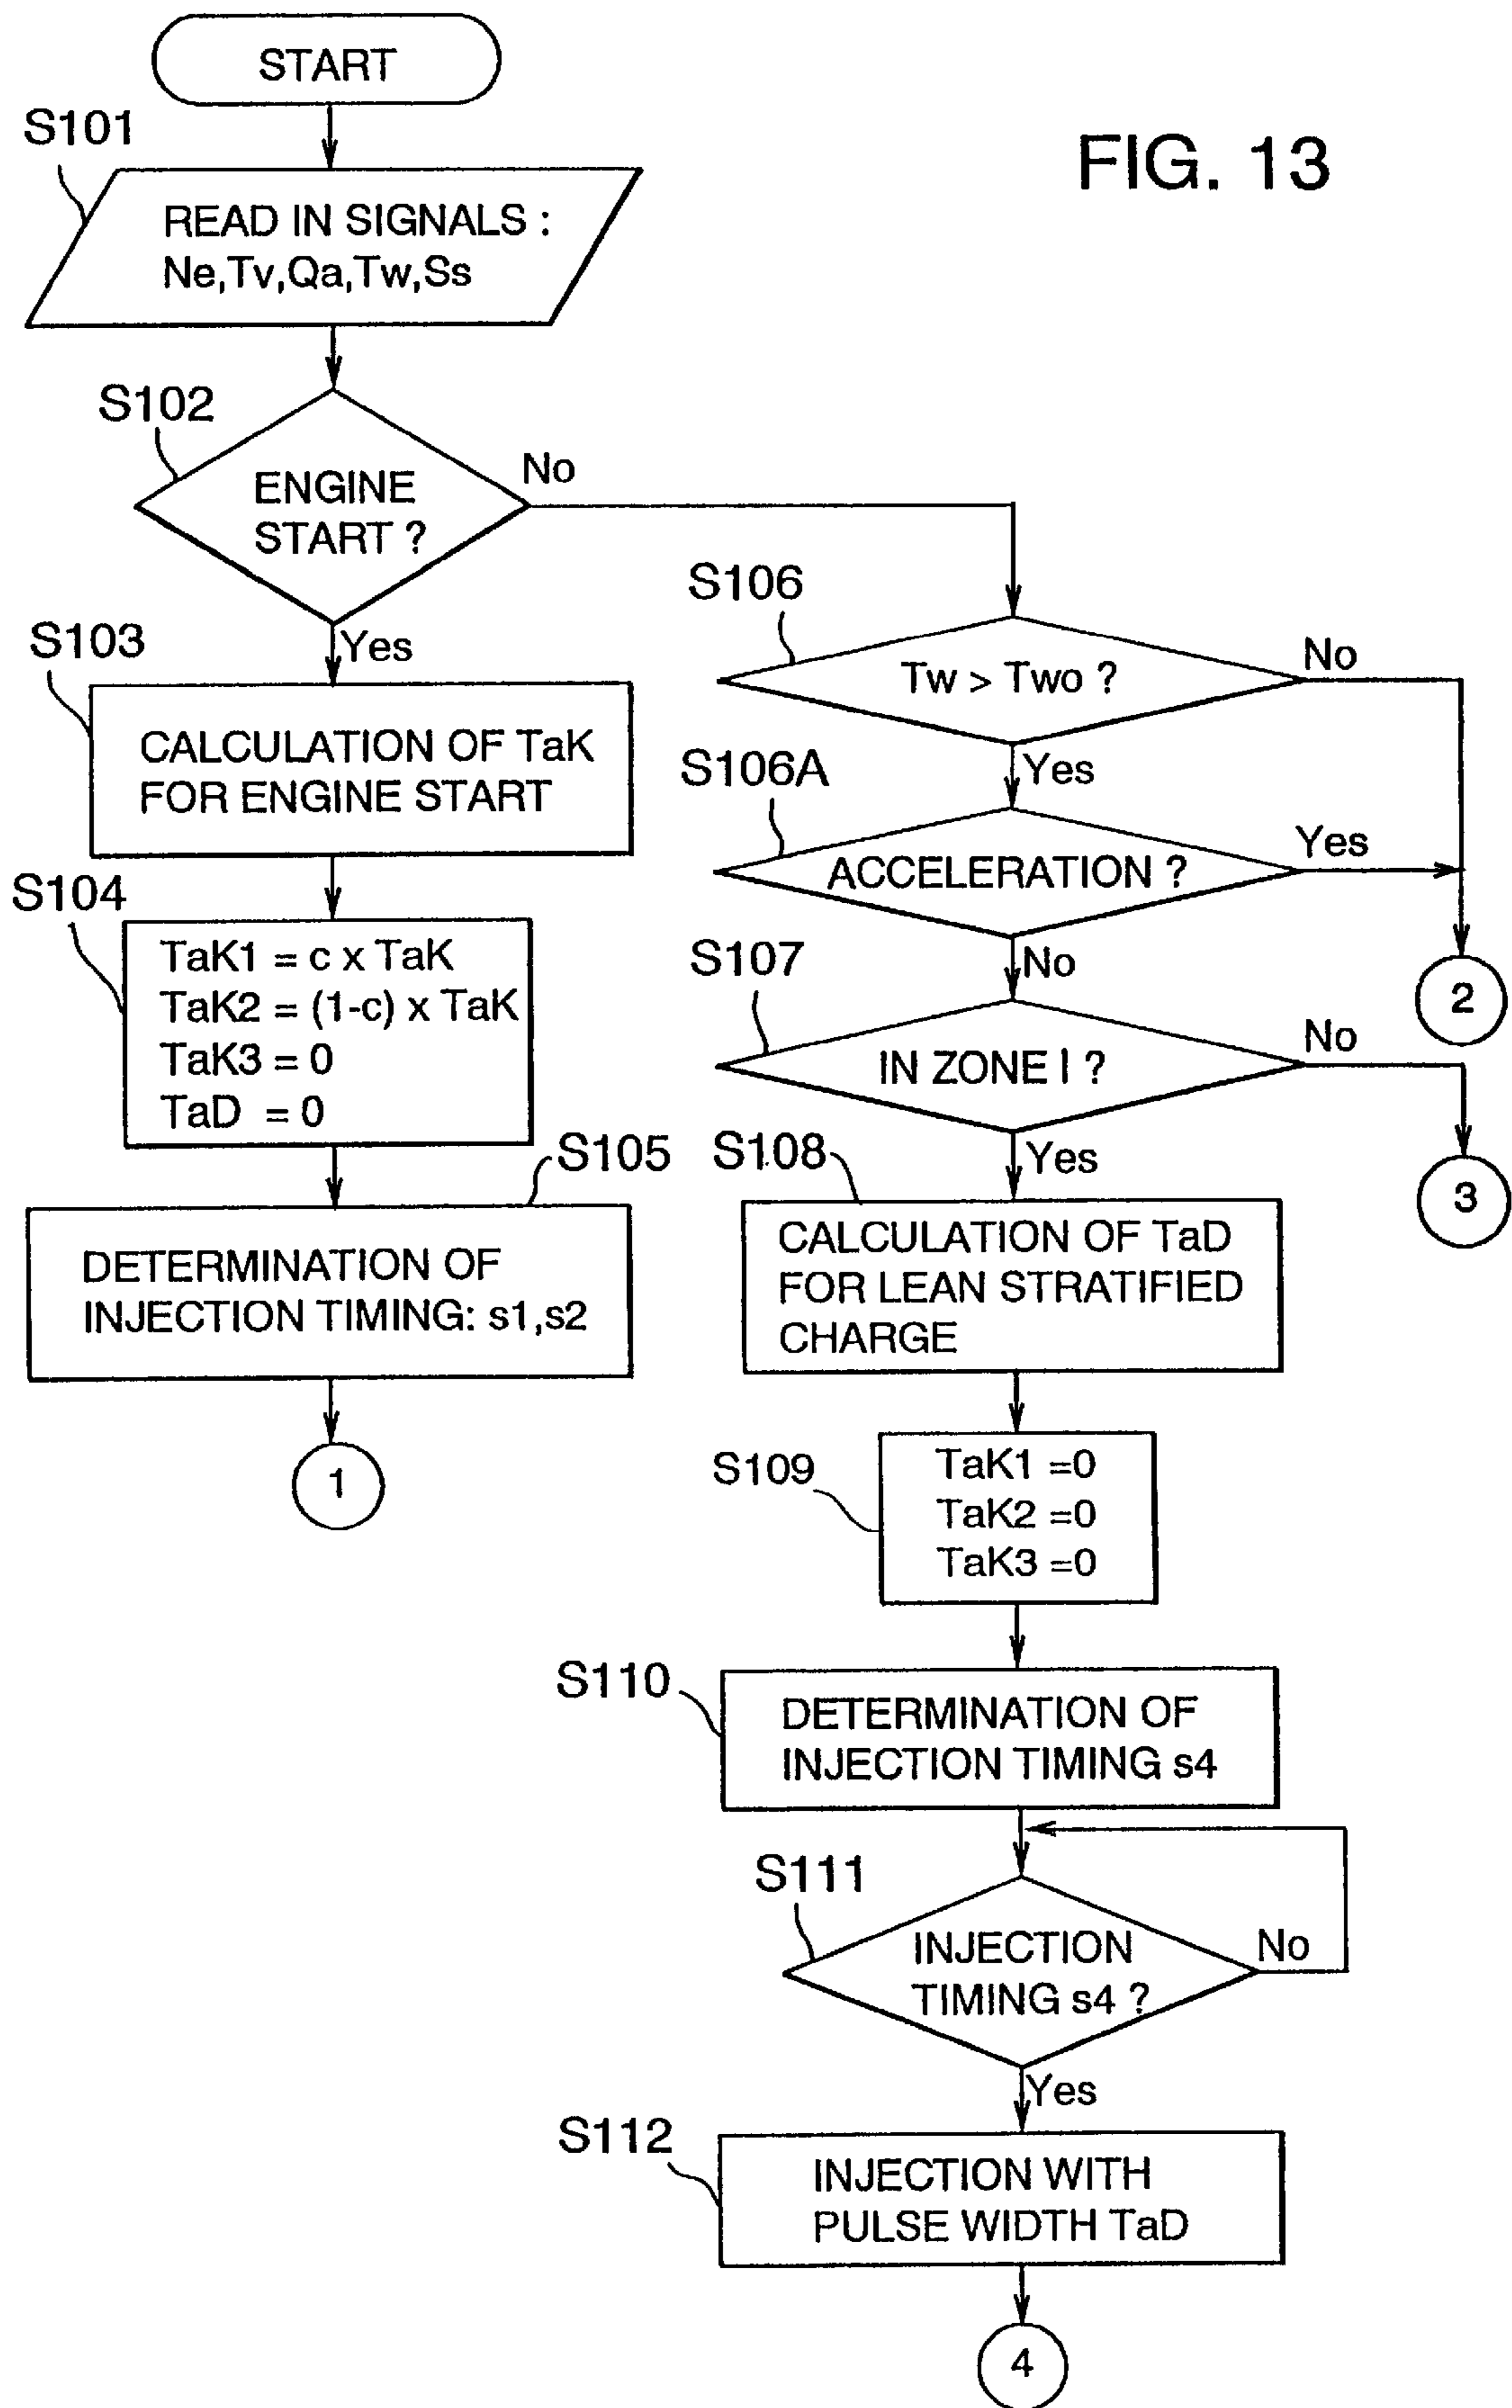 START
FIG. 13
S101
READ IN SIGNALS :
Ne,Tv,Qa,Tw,Ss
S102
ENGINE
START ?
No
Yes
S103
CALCULATION OF TaK
FOR ENGINE START
S104
TaK1 = c x TaK
TaK2 = (1-c) x TaK
TaK3 = 0
TaD = 0
S105
DETERMINATION OF
INJECTION TIMING: s1,s2
1
S106
Tw > Two ?
No
Yes
S106A
ACCELERATION ?
Yes
No
2
S107
IN ZONE I ?
No
Yes
3
S108
CALCULATION OF TaD
FOR LEAN STRATIFIED
CHARGE
S109
TaK1 =0
TaK2 =0
TaK3 =0
S110
DETERMINATION OF
INJECTION TIMING s4
S111
INJECTION
TIMING s4 ?
No
Yes
S112
INJECTION WITH
PULSE WIDTH TaD
4